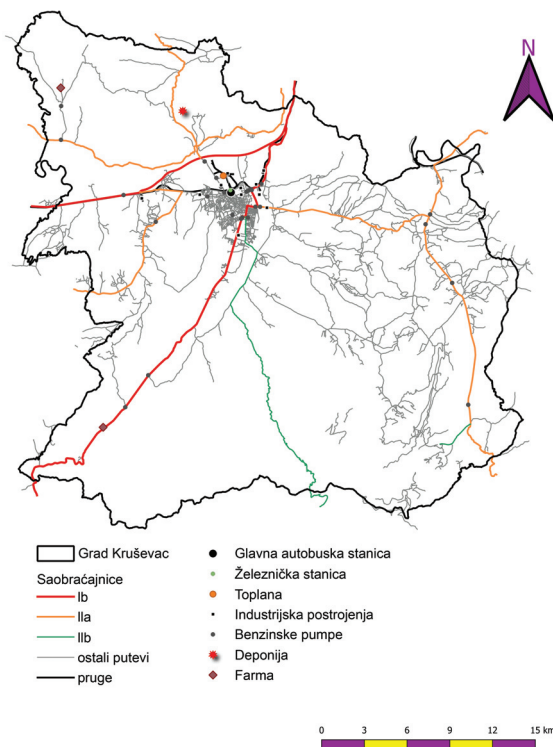 N
Grad Kruševac
Saobraćajnice
Ib
IIa
IIb
ostali putevi
pruge
Glavna autobuska stanica
Železnička stanica
Toplana
Industrijska postrojenja
Benzinske pumpe
Deponija
Farma
0 3 6 9 12 15 km